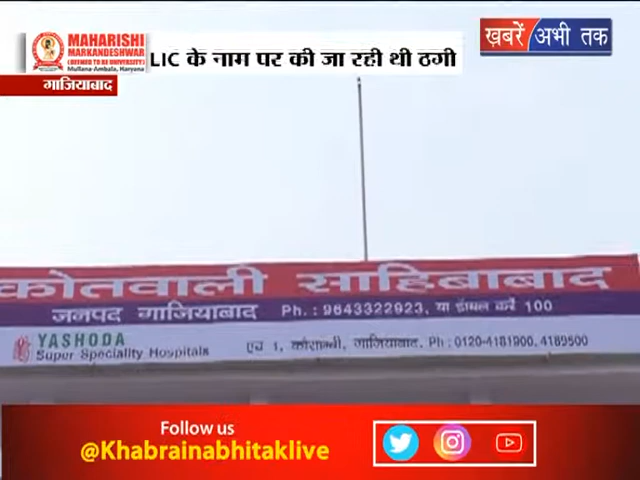 MAHARISHI
MARKANDESHWAR
(DEEMED TO BE UNIVERSITY)
Mullana-Ambala, Haryana
LIC के नाम पर की जा रही थी ठगी
ख़बरें अभी तक
गाजियाबाद
कोतवाली साहिबाबाद
जनपद गाजियाबाद Ph. : 9643322923, या डॉयल करें 100
YASHODA
Super Speciality Hospitals
एच 1, कौशाम्बी, गाजियाबाद, Ph : 0120-4181900, 4189500
Follow us
@Khabrainabhitaklive